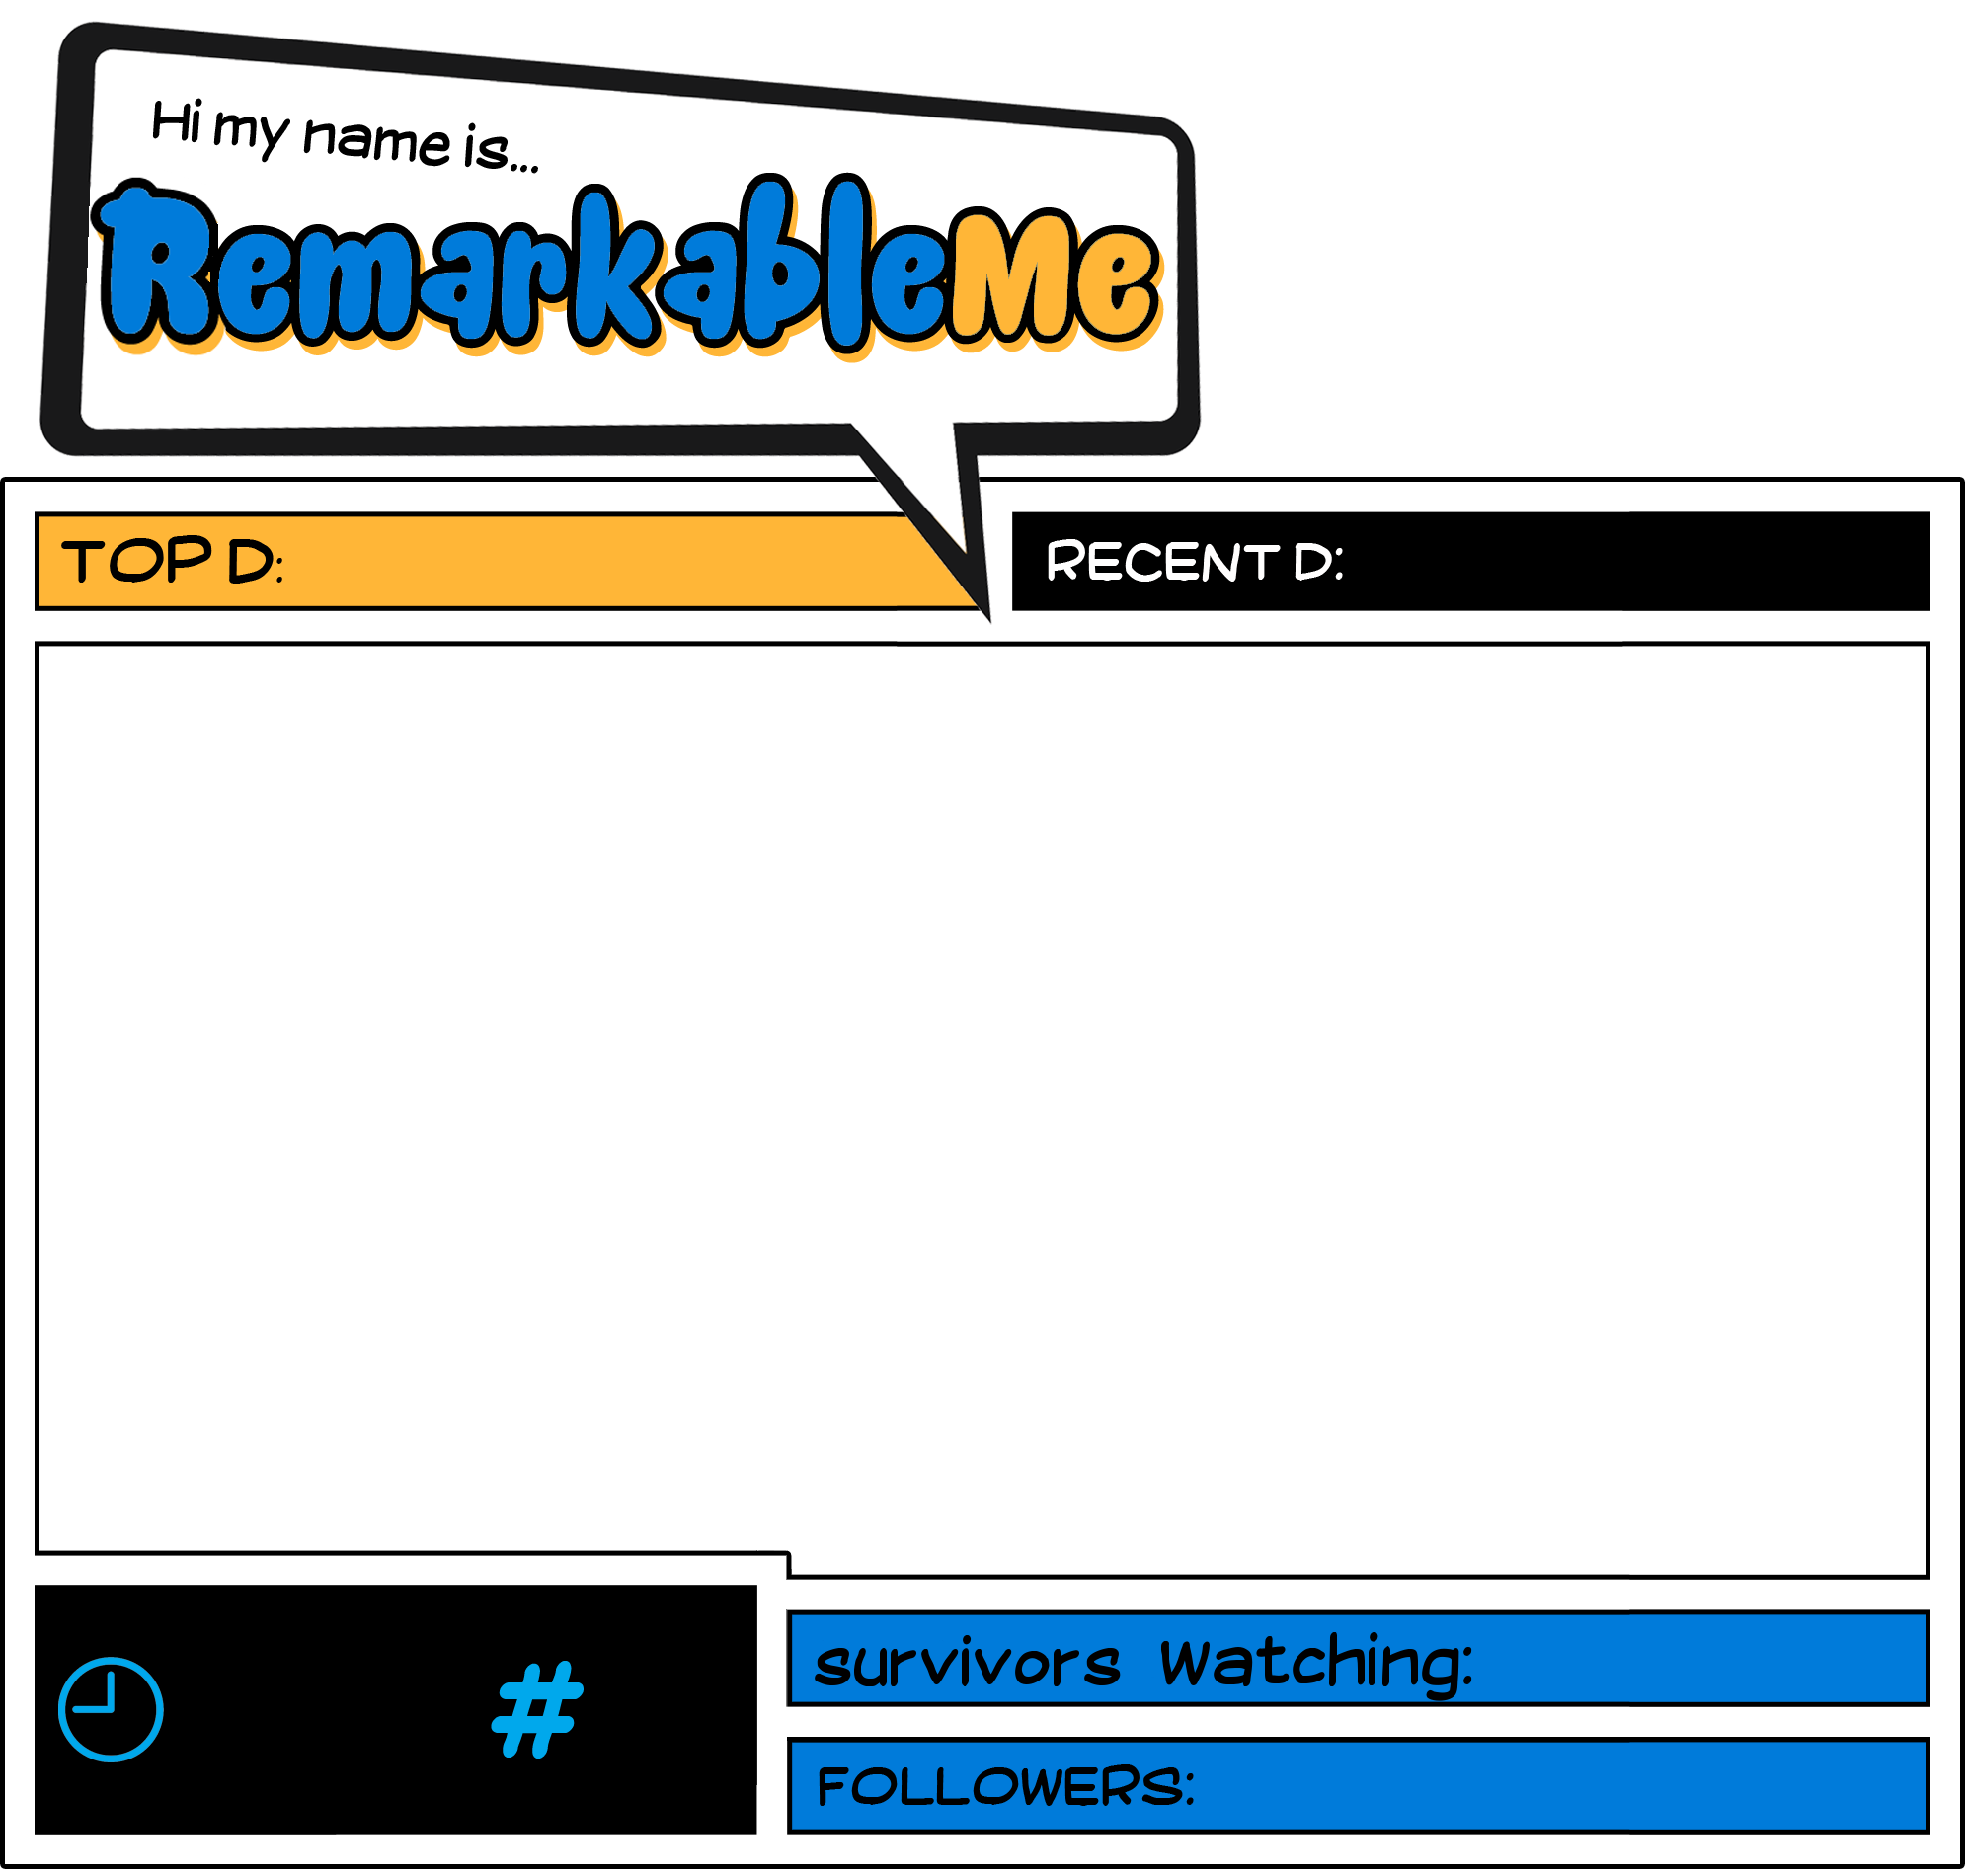 Hi my name is...
RemarkableMe
TOP D:
RECENT D:
#
survivors Watching:
FOLLOWERS: